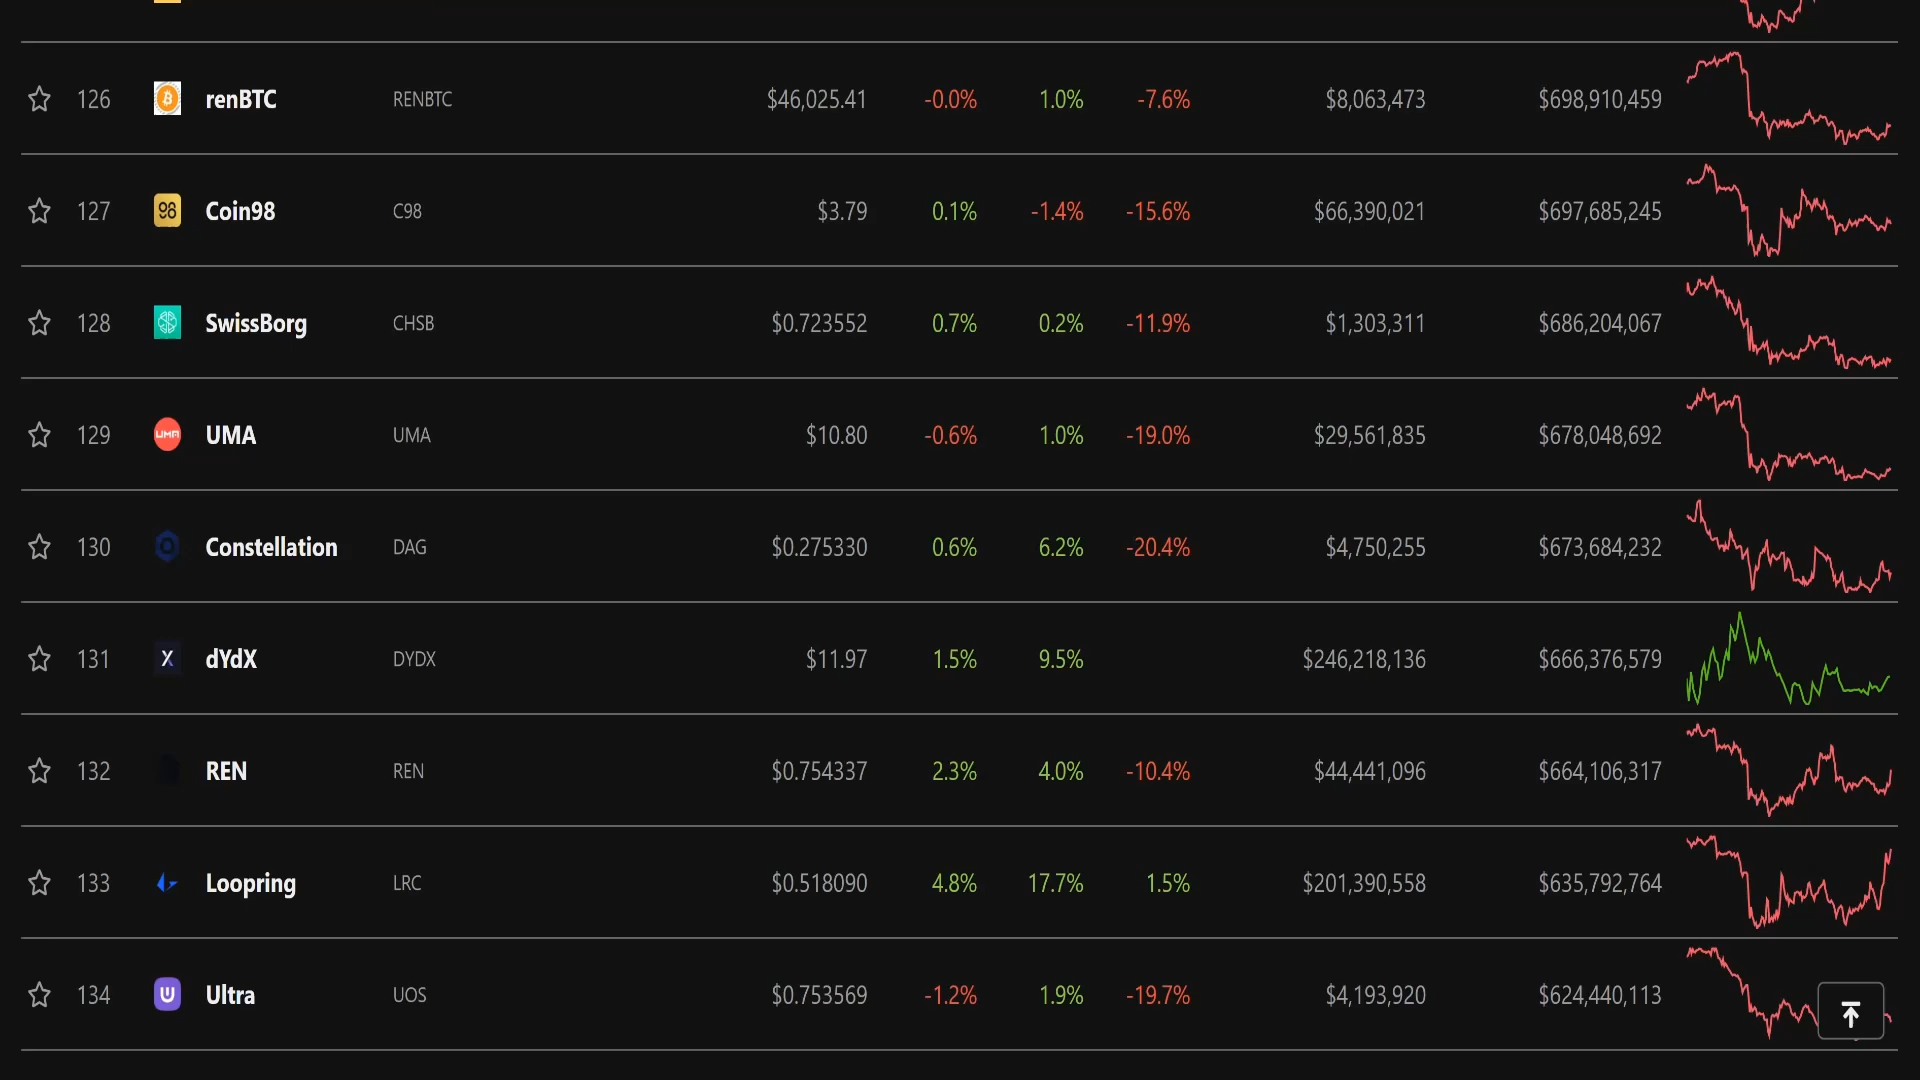 126 renBTC RENBTC $46,025.41 -0.0% 1.0% -7.6% $8,063,473 $698,910,459
127 98 Coin98 C98 $3.79 0.1% -1.4% -15.6% $66,390,021 $697,685,245
128 SwissBorg CHSB $0.723552 0.7% 0.2% -11.9% $1,303,311 $686,204,067
129 UMA UMA UMA $10.80 -0.6% 1.0% -19.0% $29,561,835 $678,048,692
130 Constellation DAG $0.275330 0.6% 6.2% -20.4% $4,750,255 $673,684,232
131 X dYdX DYDX $11.97 1.5% 9.5% $246,218,136 $666,376,579
132 REN REN $0.754337 2.3% 4.0% -10.4% $44,441,096 $664,106,317
133 Loopring LRC $0.518090 4.8% 17.7% 1.5% $201,390,558 $635,792,764
134 U Ultra UOS $0.753569 -1.2% 1.9% -19.7% $4,193,920 $624,440,113